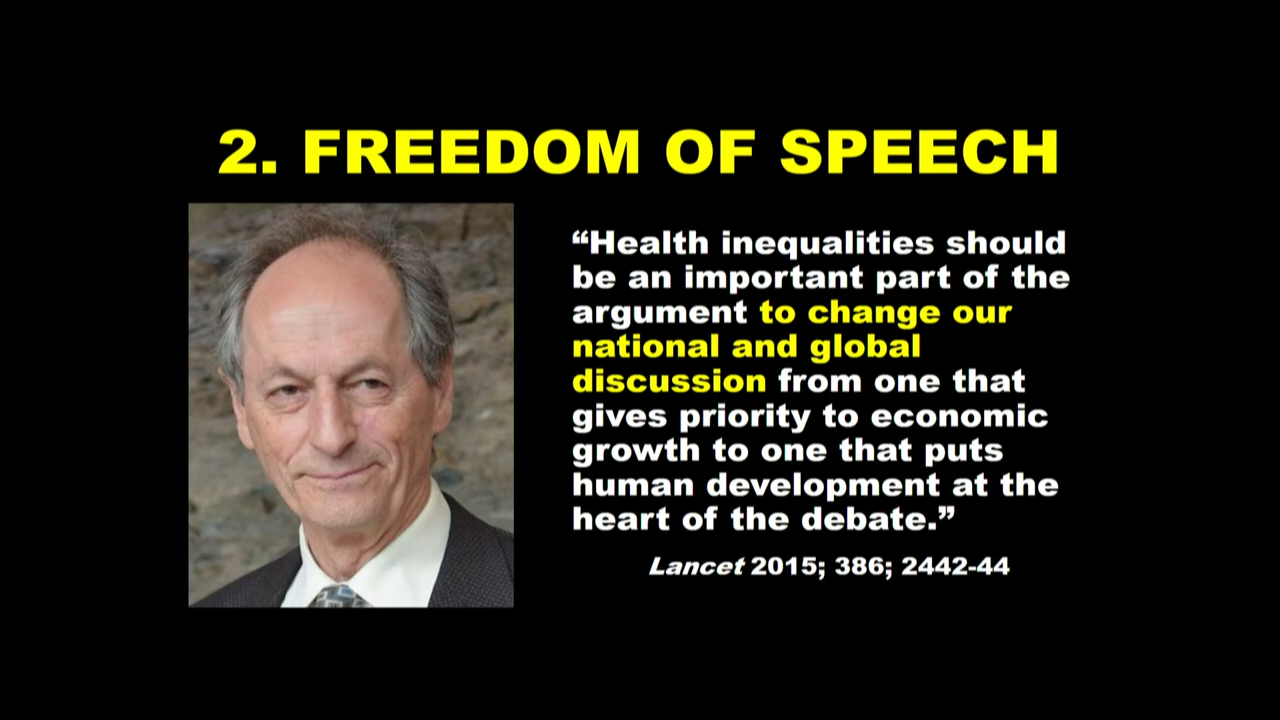 2. FREEDOM OF SPEECH
“Health inequalities should
be an important part of the
argument to change our
national and global
discussion from one that
gives priority to economic
growth to one that puts
human development at the
heart of the debate.”
Lancet 2015; 386; 2442-44